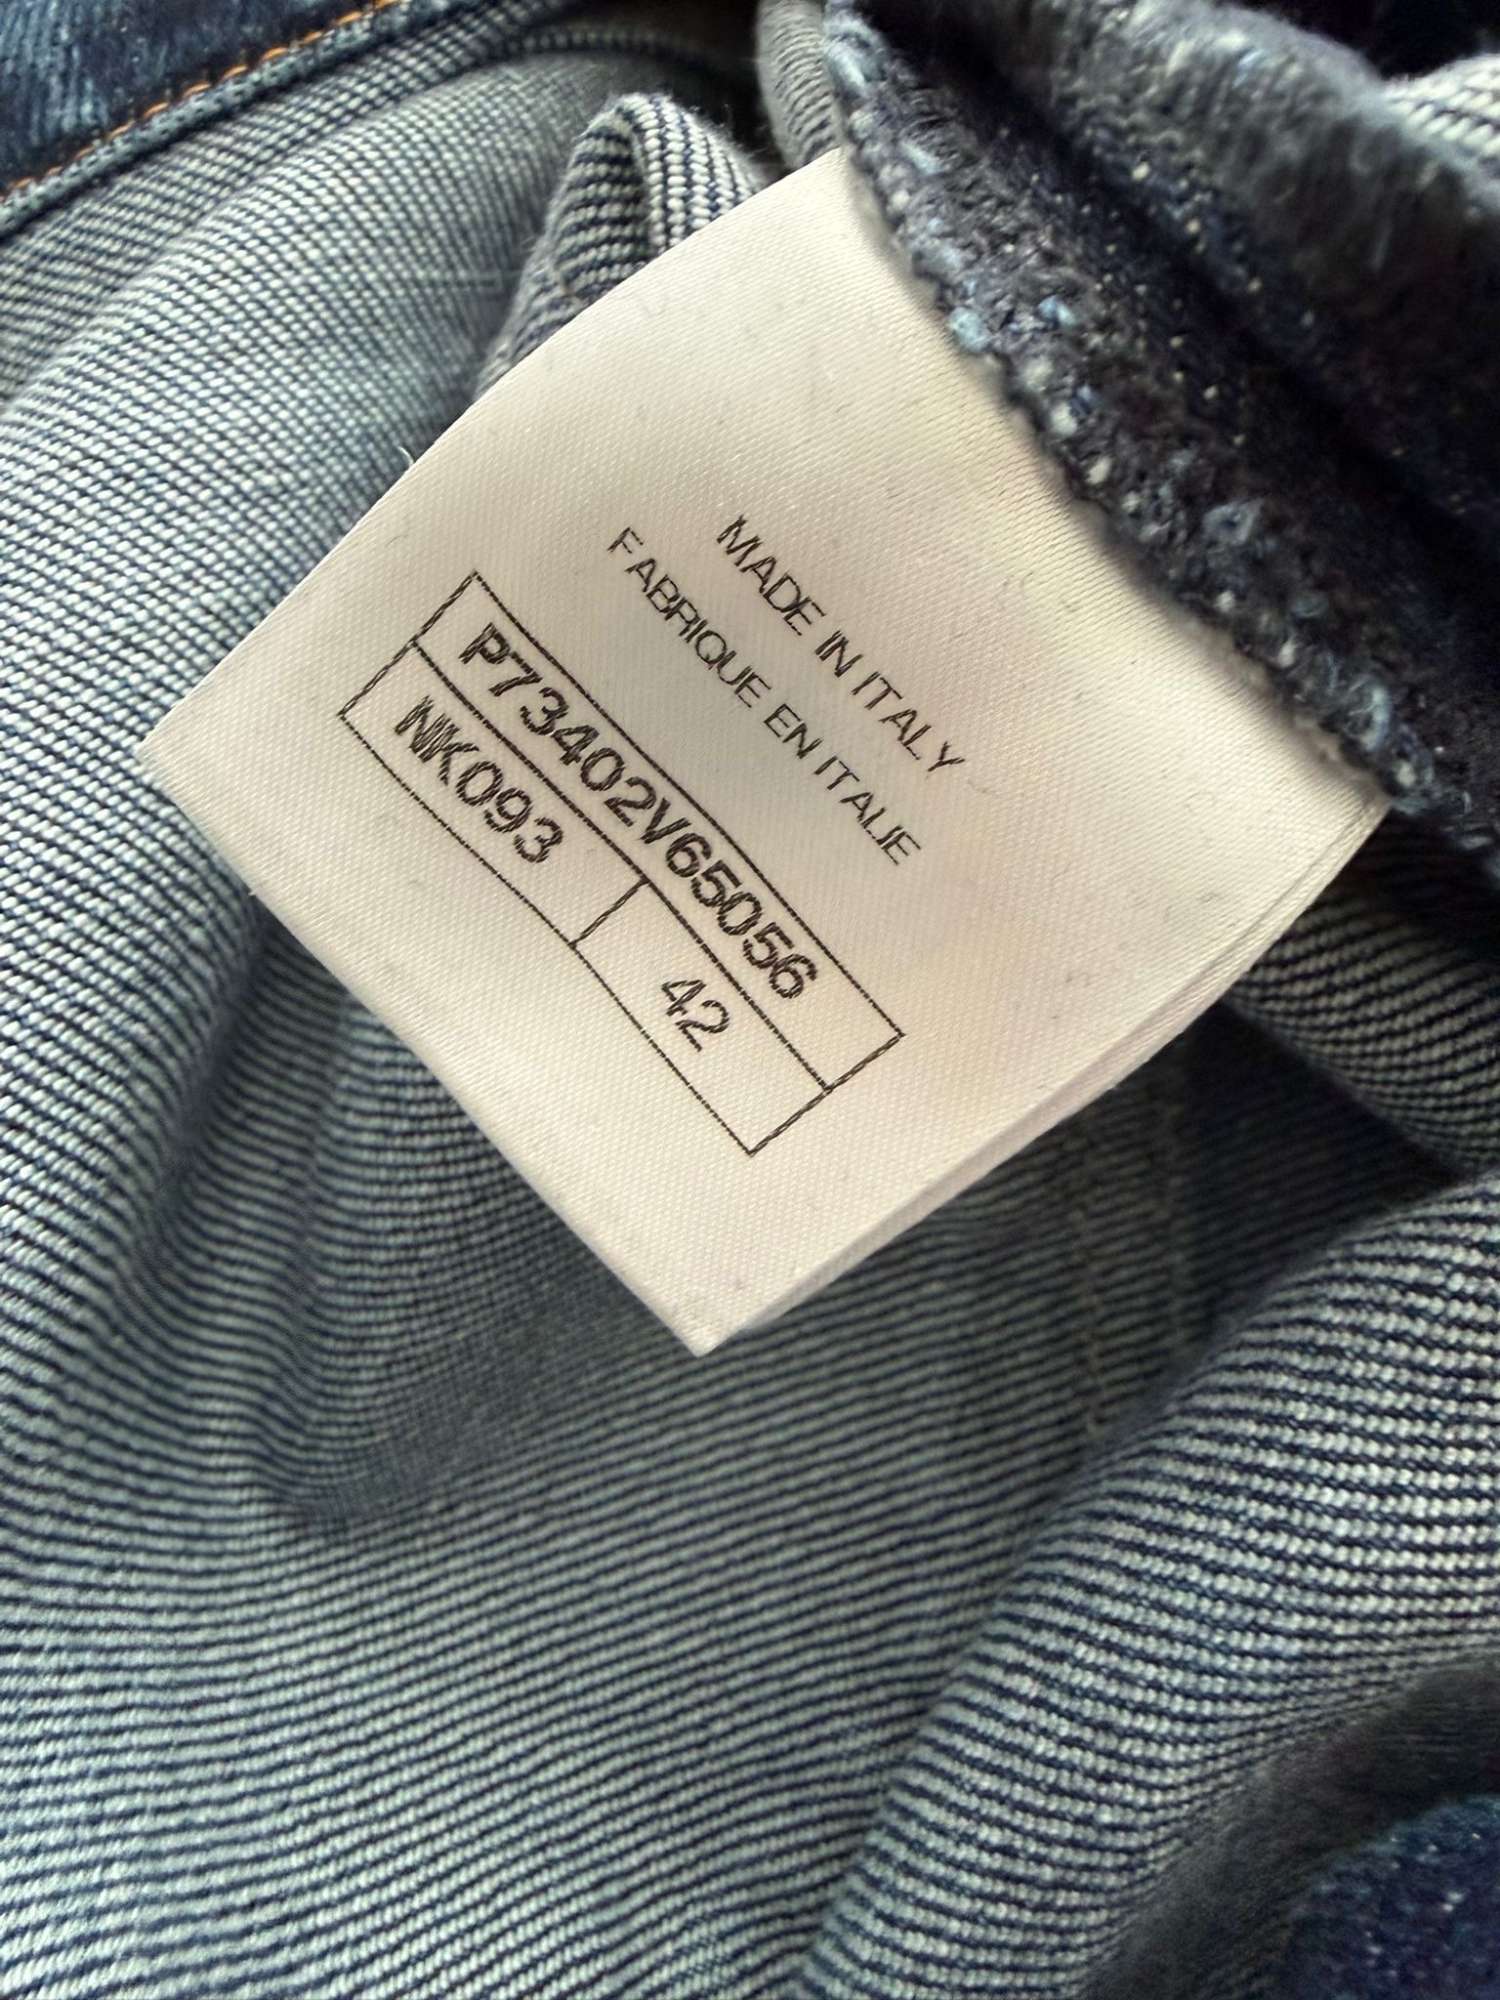 MADE IN ITALY
FABRIQUE EN ITALIE
P73402V65056
NK093 42